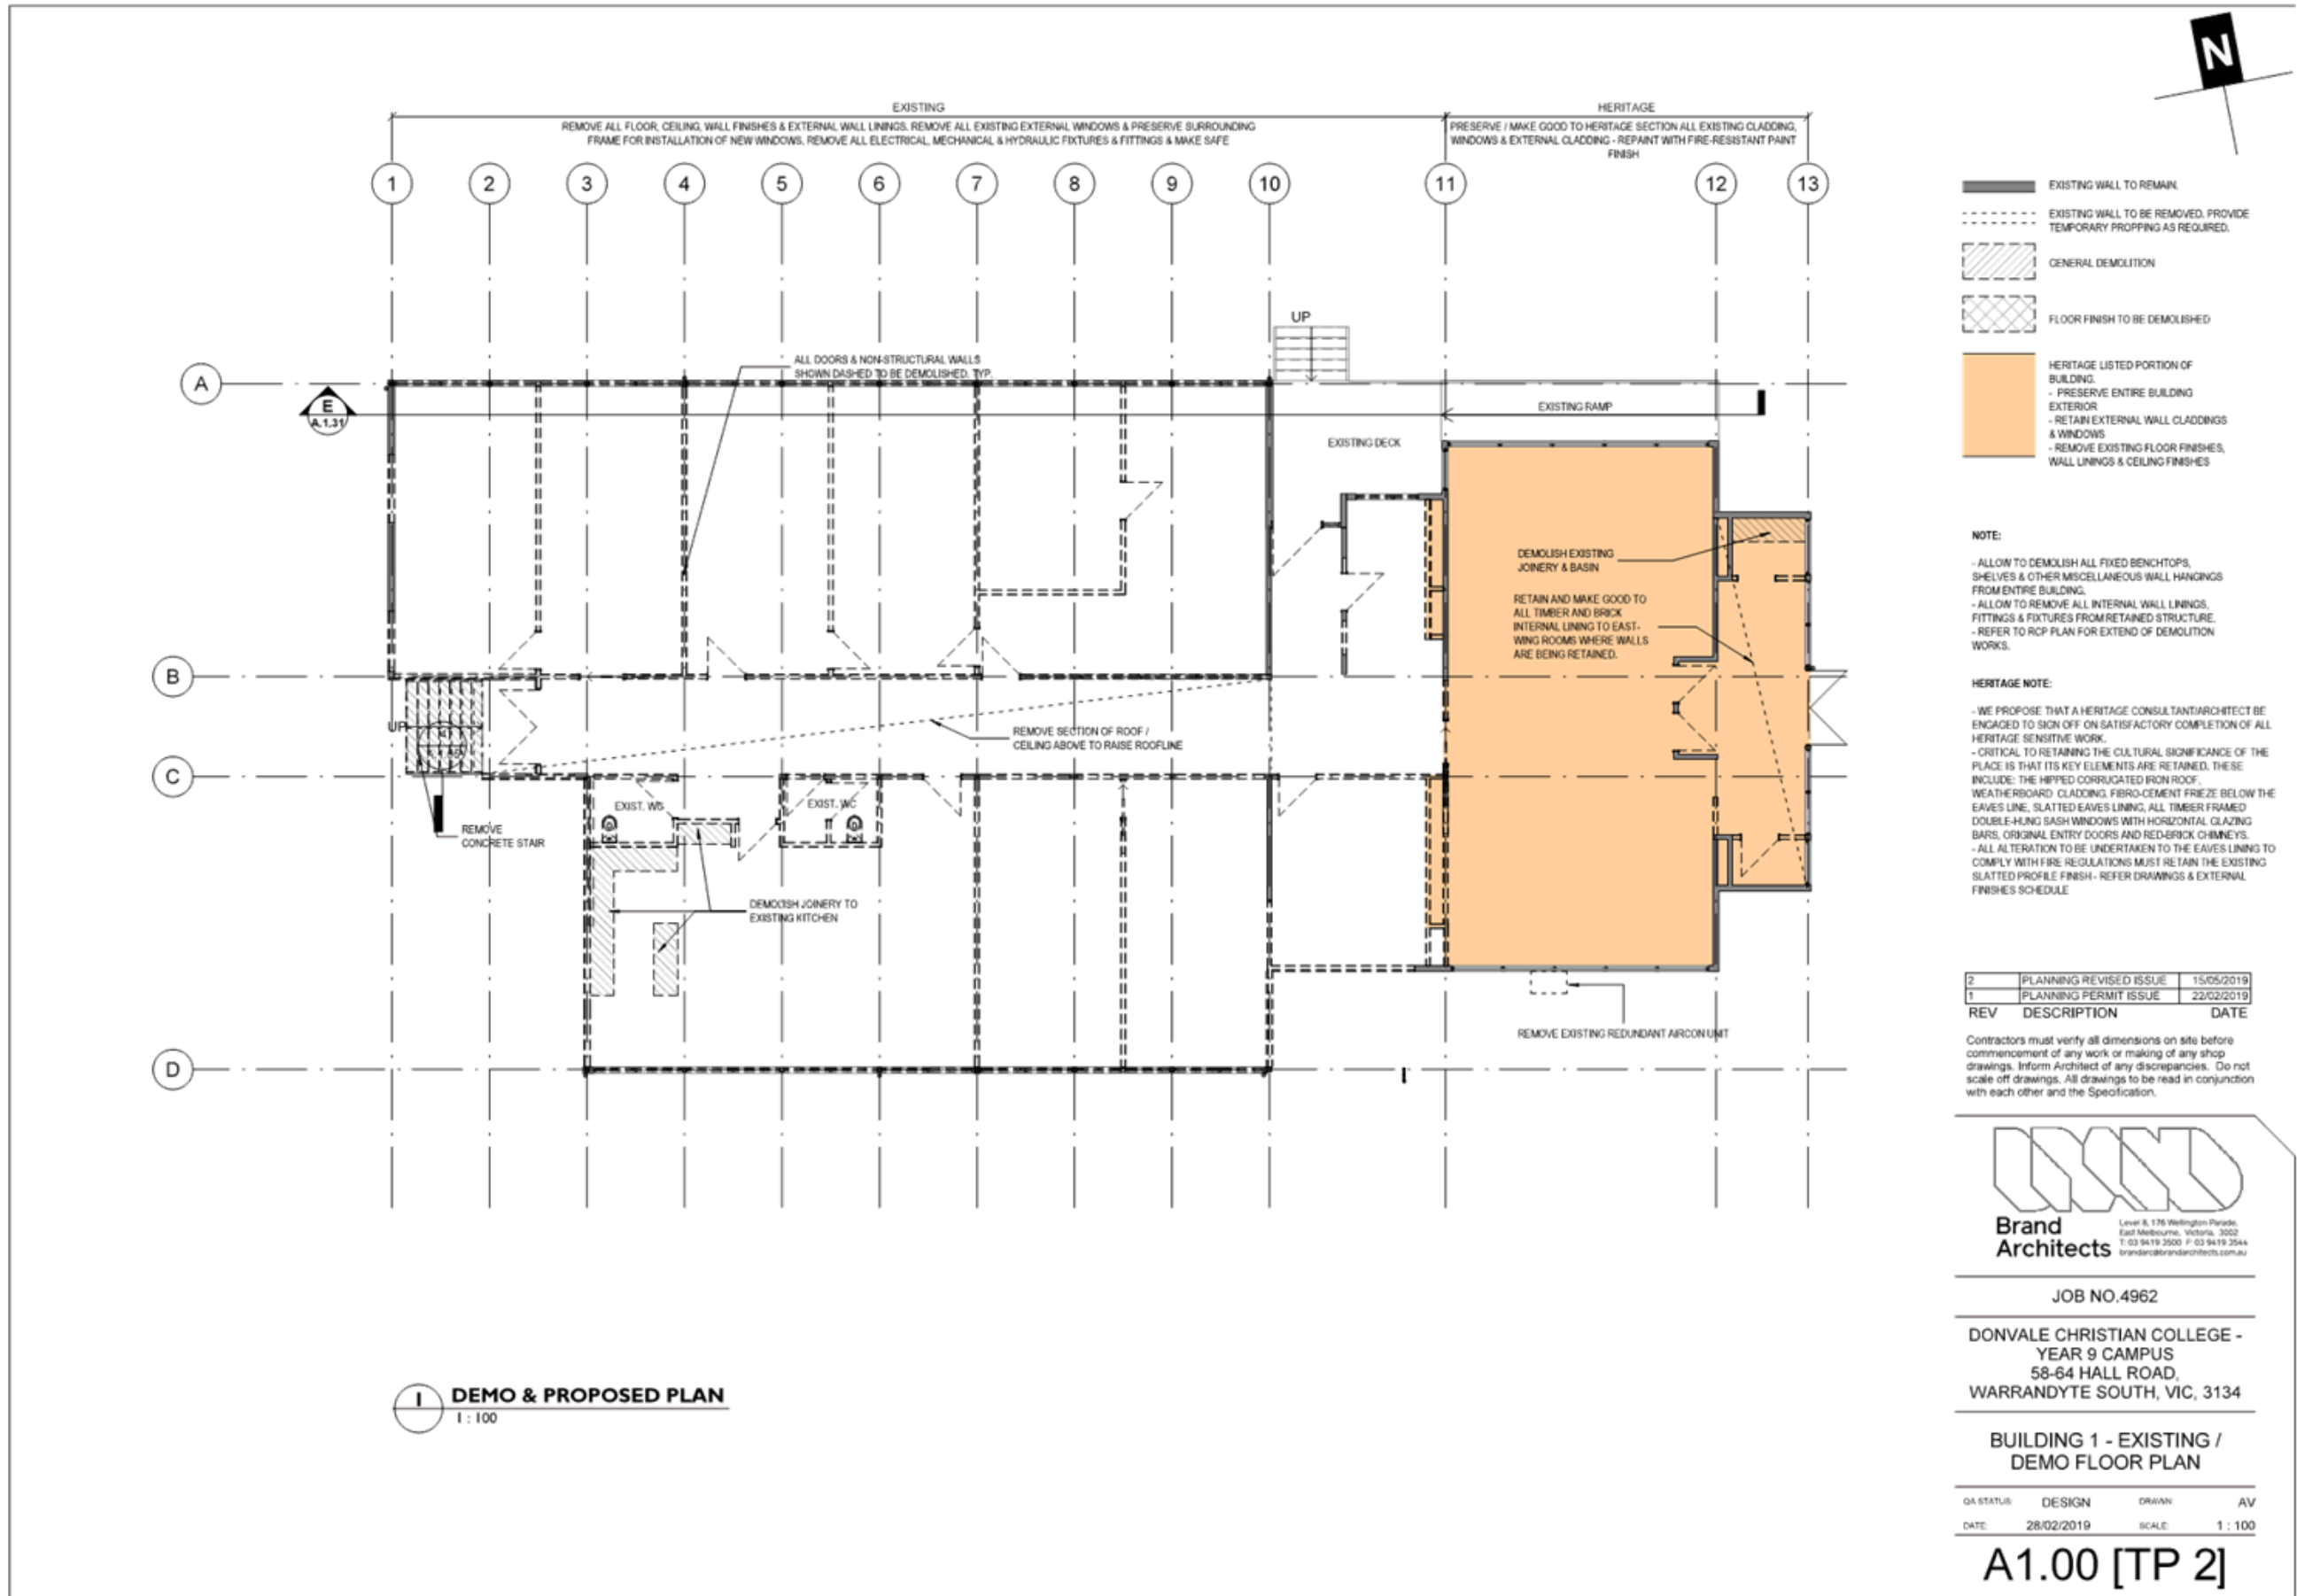 N
EXISTING
REMOVE ALL FLOOR, CEILING, WALL FINISHES & EXTERNAL WALL LININGS. REMOVE ALL EXISTING EXTERNAL WINDOWS & PRESERVE SURROUNDING
FRAME FOR INSTALLATION OF NEW WINDOWS. REMOVE ALL ELECTRICAL, MECHANICAL & HYDRAULIC FIXTURES & FITTINGS & MAKE SAFE
HERITAGE
PRESERVE / MAKE GOOD TO HERITAGE SECTION ALL EXISTING CLADDING,
WINDOWS & EXTERNAL CLADDING - REPAINT WITH FIRE-RESISTANT PAINT
FINISH
1 2 3 4 5 6 7 8 9 10 11 12 13
A
B
C
D
E
A.1.31
UP
ALL DOORS & NON-STRUCTURAL WALLS
SHOWN DASHED TO BE DEMOLISHED. TYP.
EXISTING RAMP
EXISTING DECK
DEMOLISH EXISTING
JOINERY & BASIN
RETAIN AND MAKE GOOD TO
ALL TIMBER AND BRICK
INTERNAL LINING TO EAST-
WING ROOMS WHERE WALLS
ARE BEING RETAINED.
UP
REMOVE SECTION OF ROOF /
CEILING ABOVE TO RAISE ROOFLINE
EXIST. WC
EXIST. WC
REMOVE
CONCRETE STAIR
DEMOLISH JOINERY TO
EXISTING KITCHEN
REMOVE EXISTING REDUNDANT AIRCON UNIT
1 DEMO & PROPOSED PLAN
1 : 100
EXISTING WALL TO REMAIN.
EXISTING WALL TO BE REMOVED. PROVIDE
TEMPORARY PROPPING AS REQUIRED.
GENERAL DEMOLITION
FLOOR FINISH TO BE DEMOLISHED
HERITAGE LISTED PORTION OF
BUILDING.
- PRESERVE ENTIRE BUILDING
EXTERIOR
- RETAIN EXTERNAL WALL CLADDINGS
& WINDOWS
- REMOVE EXISTING FLOOR FINISHES,
WALL LININGS & CEILING FINISHES
NOTE:
- ALLOW TO DEMOLISH ALL FIXED BENCHTOPS,
SHELVES & OTHER MISCELLANEOUS WALL HANGINGS
FROM ENTIRE BUILDING.
- ALLOW TO REMOVE ALL INTERNAL WALL LININGS,
FITTINGS & FIXTURES FROM RETAINED STRUCTURE.
- REFER TO RCP PLAN FOR EXTEND OF DEMOLITION
WORKS.
HERITAGE NOTE:
- WE PROPOSE THAT A HERITAGE CONSULTANT/ARCHITECT BE
ENGAGED TO SIGN OFF ON SATISFACTORY COMPLETION OF ALL
HERITAGE SENSITIVE WORK.
- CRITICAL TO RETAINING THE CULTURAL SIGNIFICANCE OF THE
PLACE IS THAT ITS KEY ELEMENTS ARE RETAINED. THESE
INCLUDE: THE HIPPED CORRUGATED IRON ROOF,
WEATHERBOARD CLADDING, FIBRO-CEMENT FRIEZE BELOW THE
EAVES LINE, SLATTED EAVES LINING, ALL TIMBER FRAMED
DOUBLE-HUNG SASH WINDOWS WITH HORIZONTAL GLAZING
BARS, ORIGINAL ENTRY DOORS AND RED-BRICK CHIMNEYS.
- ALL ALTERATION TO BE UNDERTAKEN TO THE EAVES LINING TO
COMPLY WITH FIRE REGULATIONS MUST RETAIN THE EXISTING
SLATTED PROFILE FINISH - REFER DRAWINGS & EXTERNAL
FINISHES SCHEDULE
2 PLANNING REVISED ISSUE 15/05/2019
1 PLANNING PERMIT ISSUE 22/02/2019
REV DESCRIPTION DATE
Contractors must verify all dimensions on site before
commencement of any work or making of any shop
drawings. Inform Architect of any discrepancies. Do not
scale off drawings. All drawings to be read in conjunction
with each other and the Specification.
BRAND
Brand
Architects
Level 8, 176 Wellington Parade,
East Melbourne, Victoria, 3002
T: 03 9419 3500 F: 03 9419 3544
brandarc@brandarchitects.com.au
JOB NO.4962
DONVALE CHRISTIAN COLLEGE -
YEAR 9 CAMPUS
58-64 HALL ROAD,
WARRANDYTE SOUTH, VIC, 3134
BUILDING 1 - EXISTING /
DEMO FLOOR PLAN
QA STATUS: DESIGN DRAWN: AV
DATE: 28/02/2019 SCALE: 1 : 100
A1.00 [TP 2]